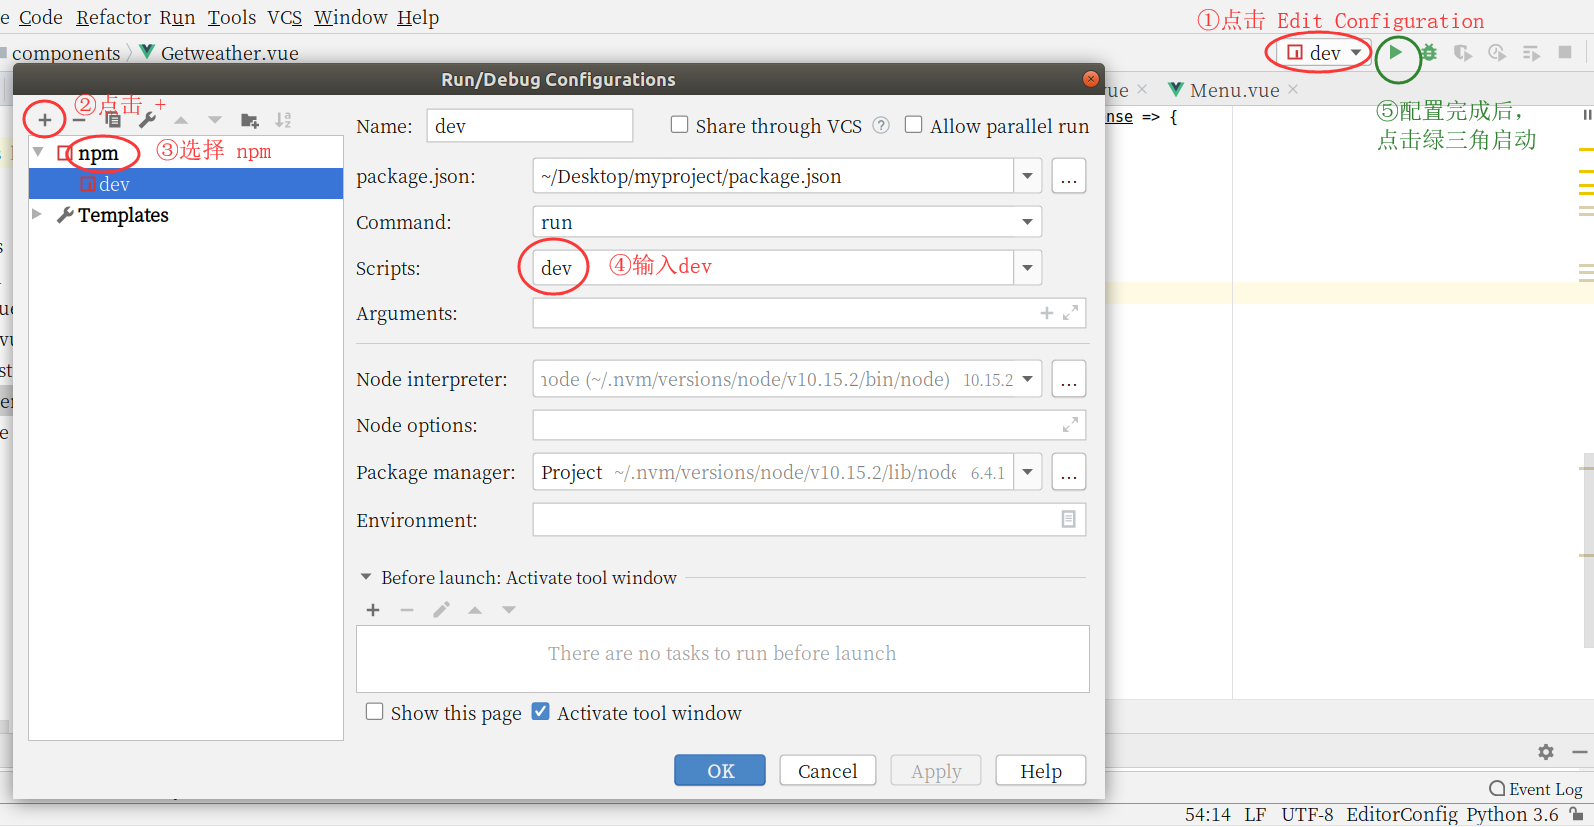 e Code Refactor Run Tools VCS Window Help
①点击 Edit Configuration
components Getweather.vue
dev
Run/Debug Configurations
ue Menu.vue
②点击 +
nse => {
⑤配置完成后，
点击绿三角启动
Name: dev Share through VCS Allow parallel run
npm ③选择 npm
dev
Templates
package.json: ~/Desktop/myproject/package.json ...
Command: run
Scripts: dev ④输入dev
Arguments:
Node interpreter: node (~/.nvm/versions/node/v10.15.2/bin/node) 10.15.2 ...
Node options:
Package manager: Project ~/.nvm/versions/node/v10.15.2/lib/node 6.4.1 ...
Environment:
Before launch: Activate tool window
There are no tasks to run before launch
Show this page Activate tool window
OK Cancel Apply Help
Event Log
54:14 LF UTF-8 EditorConfig Python 3.6